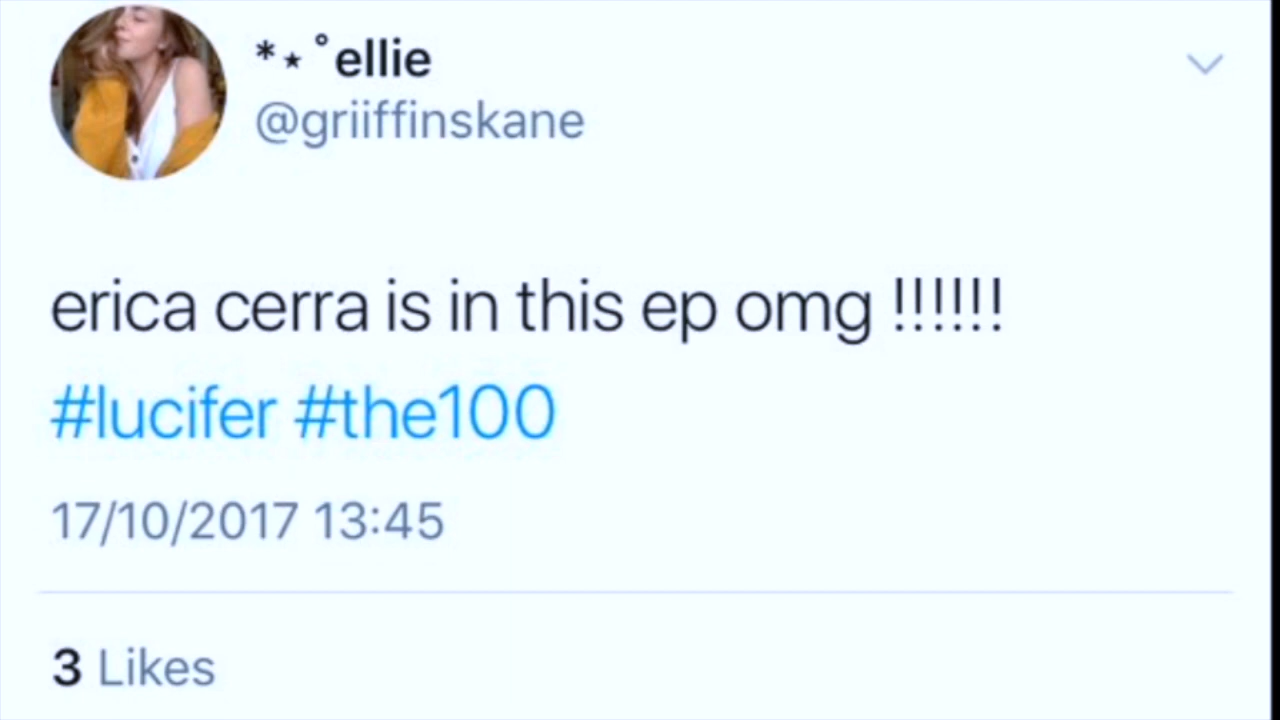 *⋆˚ellie
@griiffinskane
erica cerra is in this ep omg !!!!!!
#lucifer #the100
17/10/2017 13:45
3 Likes